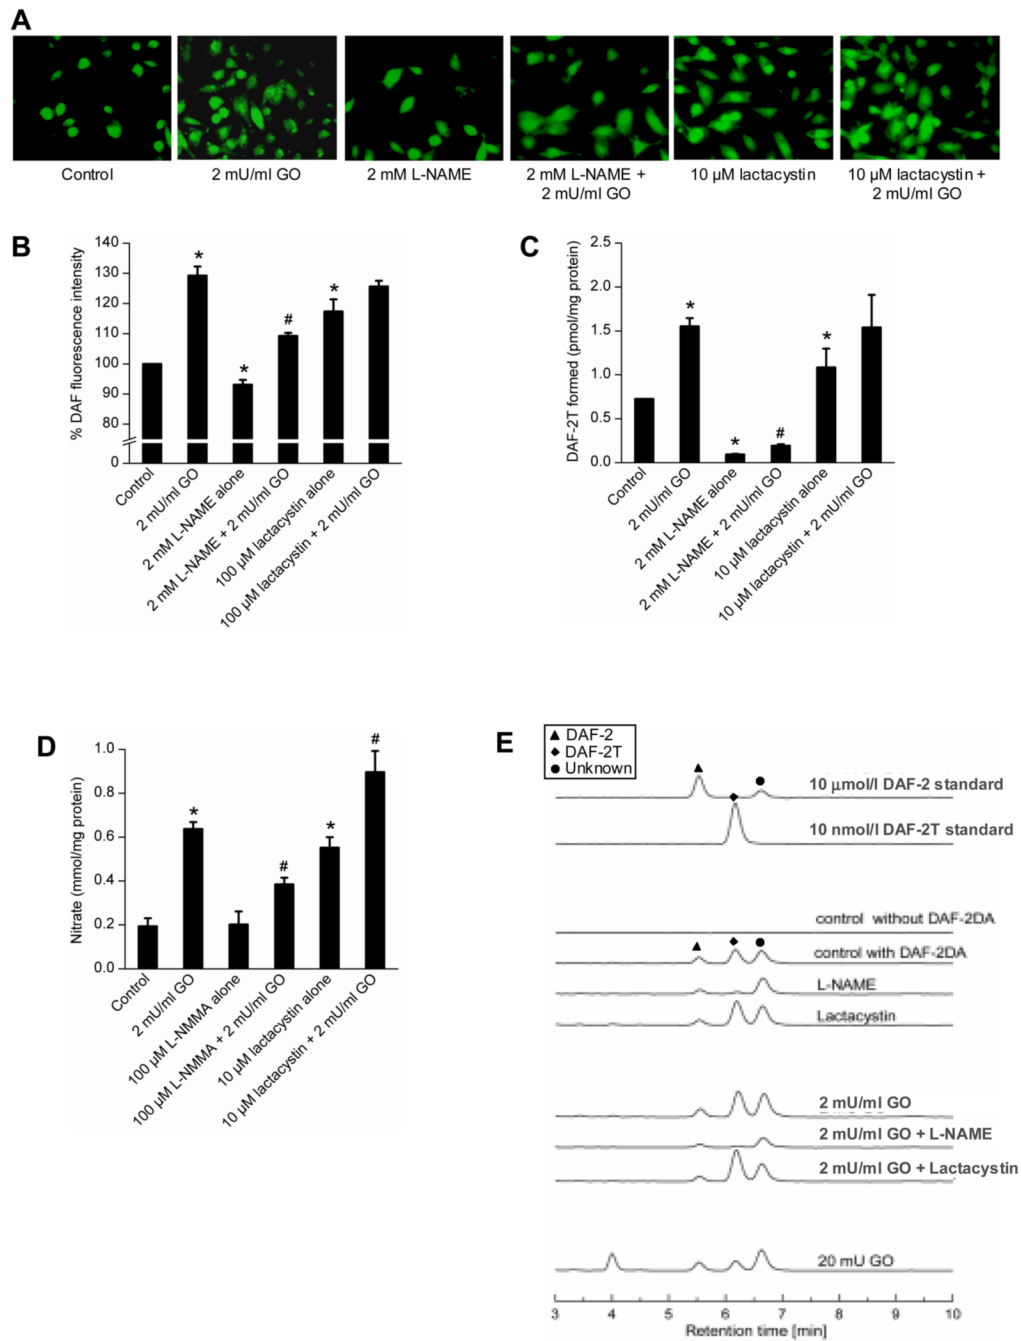 A
Control
2 mU/ml GO
2 mM L-NAME
2 mM L-NAME +
2 mU/ml GO
10 µM lactacystin
10 µM lactacystin +
2 mU/ml GO
B
% DAF fluorescence intensity
140
130
120
110
100
90
80
0
*
*
#
*
Control
2 mU/ml GO
2 mM L-NAME alone
2 mM L-NAME + 2 mU/ml GO
100 µM lactacystin alone
100 µM lactacystin + 2 mU/ml GO
C
DAF-2T formed (pmol/mg protein)
2.5
2.0
1.5
1.0
0.5
0.0
*
*
#
*
Control
2 mU/ml GO
2 mM L-NAME alone
2 mM L-NAME + 2 mU/ml GO
10 µM lactacystin alone
10 µM lactacystin + 2 mU/ml GO
D
Nitrate (mmol/mg protein)
1.0
0.8
0.6
0.4
0.2
0.0
*
#
*
#
Control
2 mU/ml GO
100 µM L-NMMA alone
100 µM L-NMMA + 2 mU/ml GO
10 µM lactacystin alone
10 µM lactacystin + 2 mU/ml GO
E
▲ DAF-2
◆ DAF-2T
● Unknown
10 µmol/l DAF-2 standard
10 nmol/l DAF-2T standard
control without DAF-2DA
control with DAF-2DA
L-NAME
Lactacystin
2 mU/ml GO
2 mU/ml GO + L-NAME
2 mU/ml GO + Lactacystin
20 mU GO
3 4 5 6 7 8 9 10
Retention time [min]